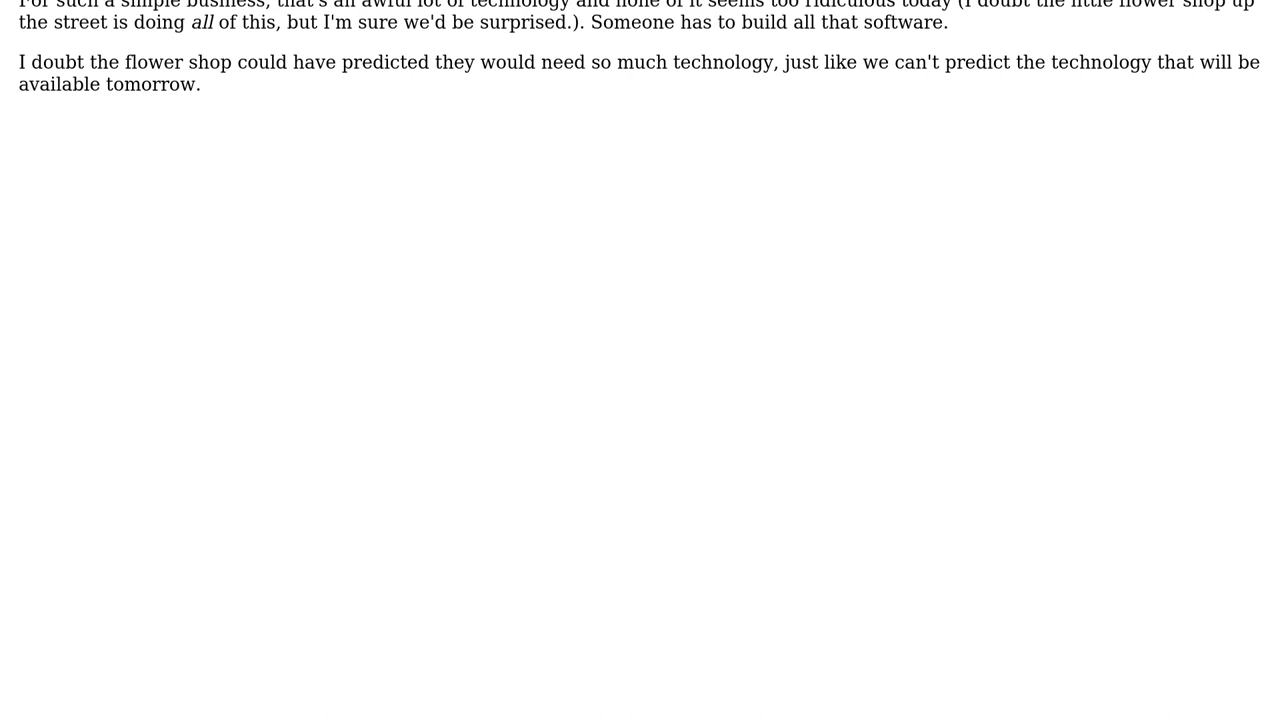 For such a simple business, that's an awful lot of technology and none of it seems too ridiculous today (I doubt the little flower shop up
the street is doing all of this, but I'm sure we'd be surprised.). Someone has to build all that software.
I doubt the flower shop could have predicted they would need so much technology, just like we can't predict the technology that will be
available tomorrow.